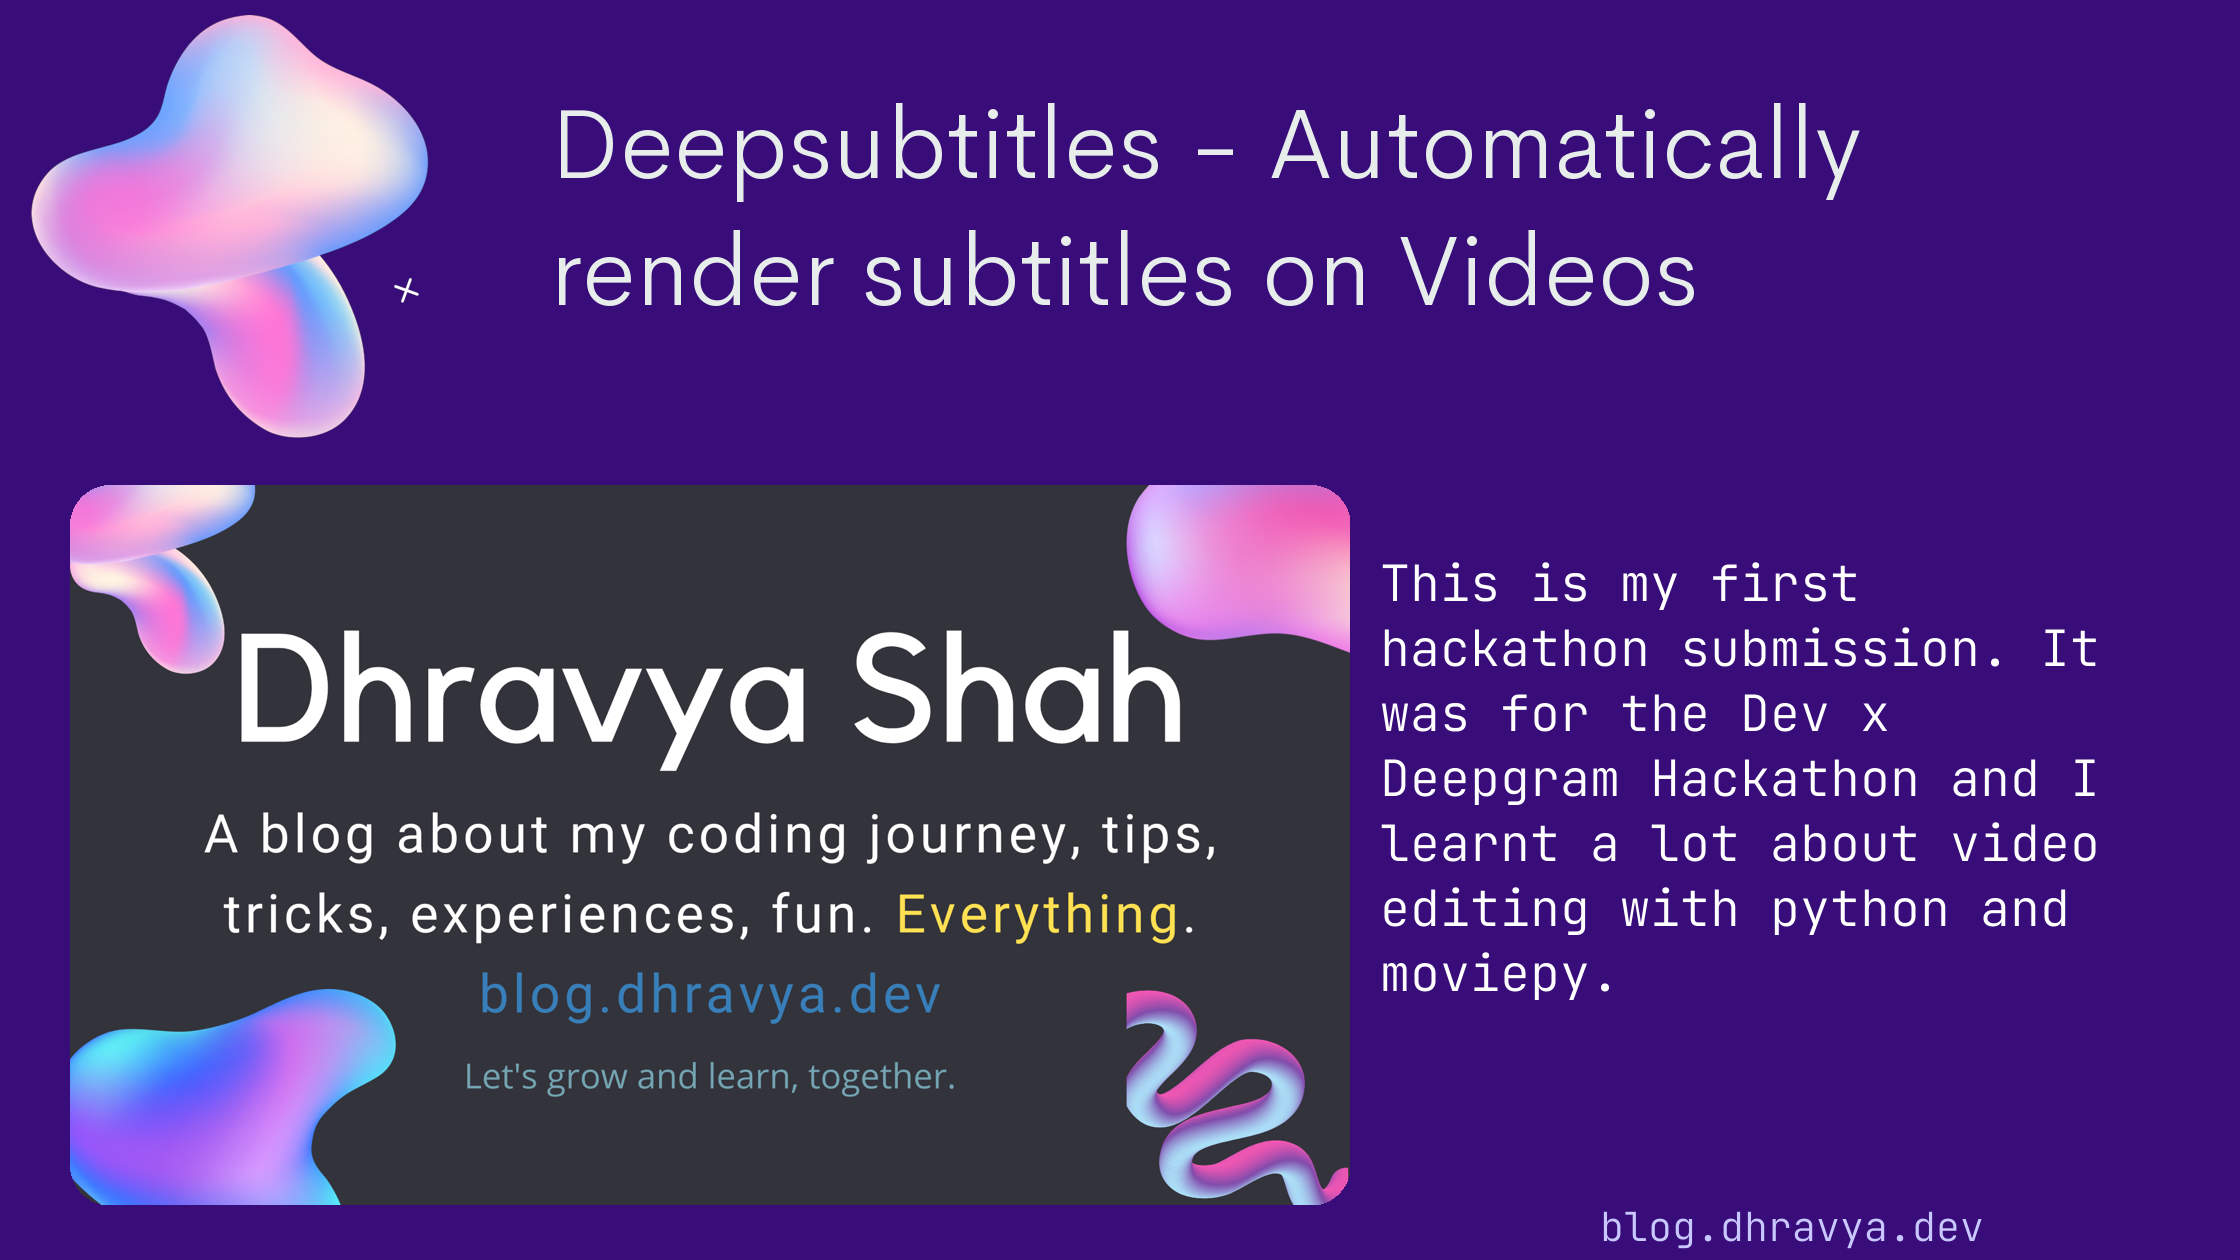 Deepsubtitles - Automatically
render subtitles on Videos
Dhravya Shah
A blog about my coding journey, tips,
tricks, experiences, fun. Everything.
blog.dhravya.dev
Let's grow and learn, together.
This is my first
hackathon submission. It
was for the Dev x
Deepgram Hackathon and I
learnt a lot about video
editing with python and
moviepy.
blog.dhravya.dev